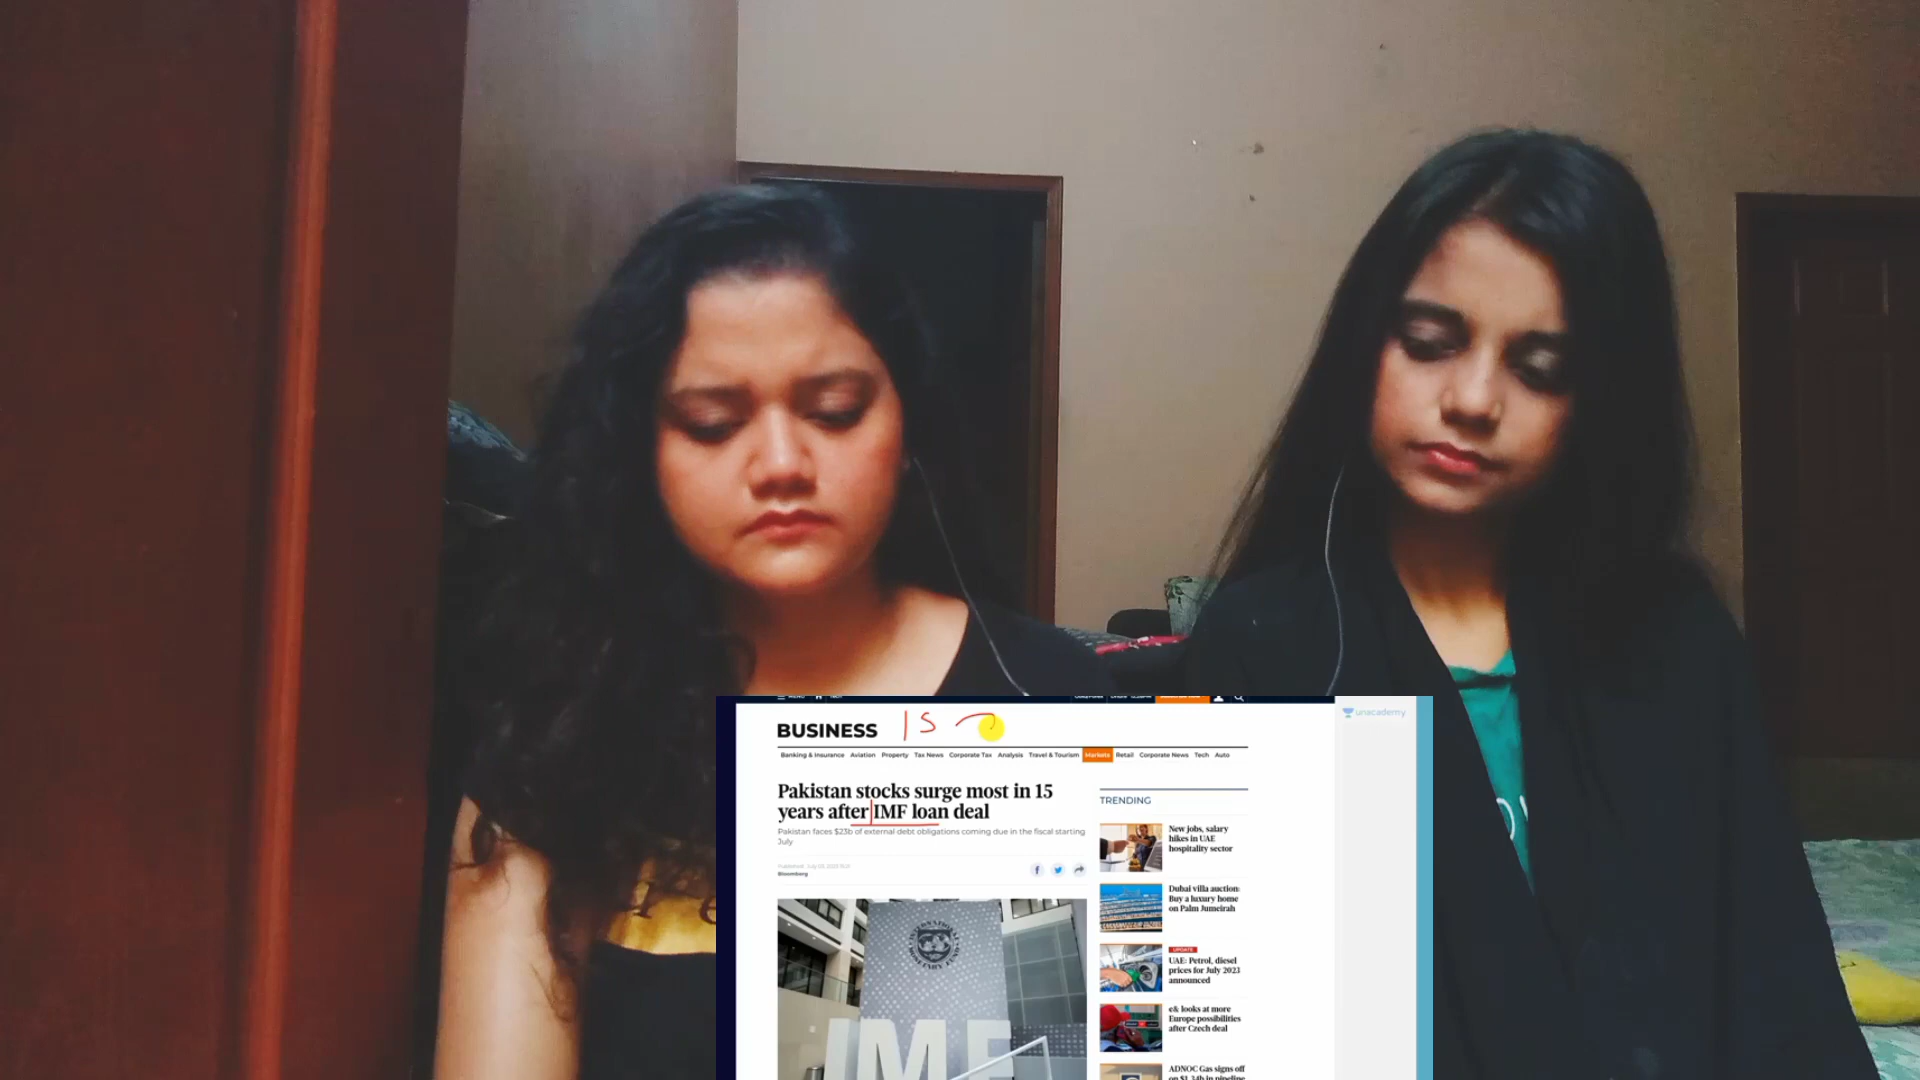 BUSINESS
15
unacademy
Banking & Insurance Aviation Property Tax News Corporate Tax Analysis Travel & Tourism Markets Retail Corporate News Tech Auto
Pakistan stocks surge most in 15
years after IMF loan deal
Pakistan faces $23b of external debt obligations coming due in the fiscal starting
July
Bloomberg
TRENDING
New jobs, salary
hikes in UAE
hospitality sector
Dubai villa auction:
Buy a luxury home
on Palm Jumeirah
UPDATE
UAE: Petrol, diesel
prices for July 2023
announced
e& looks at more
Europe possibilities
after Czech deal
ADNOC Gas signs off
INTERNATIONAL MONETARY FUND
IMF